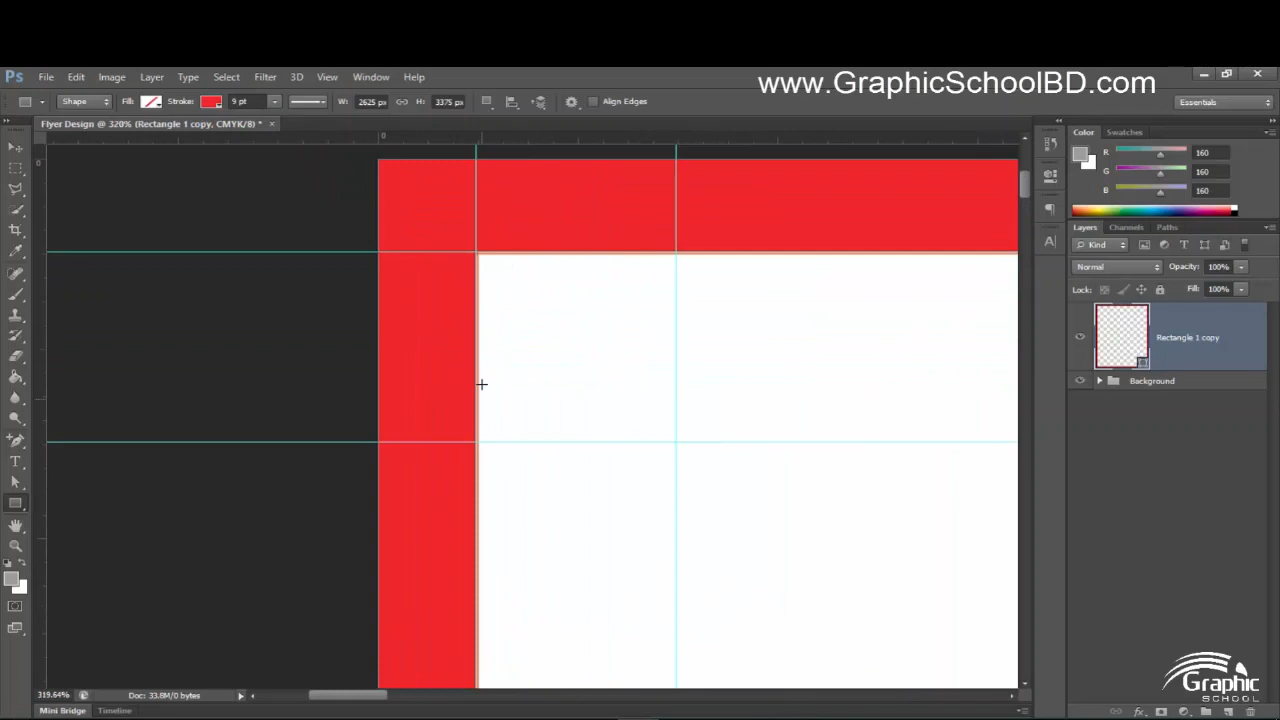 www.GraphicSchoolBD.com
Ps File Edit Image Layer Type Select Filter 3D View Window Help
Shape Fill: Stroke: 9 pt W: 2625 px H: 3375 px Align Edges Essentials
Flyer Design @ 320% (Rectangle 1 copy, CMYK/8) * ×
0
0
Color Swatches
R 160
G 160
B 160
Layers Channels Paths
Kind
Normal Opacity: 100%
Lock: Fill: 100%
Rectangle 1 copy
Background
319.64% Doc: 33.8M/0 bytes
Mini Bridge Timeline
Graphic
SCHOOL